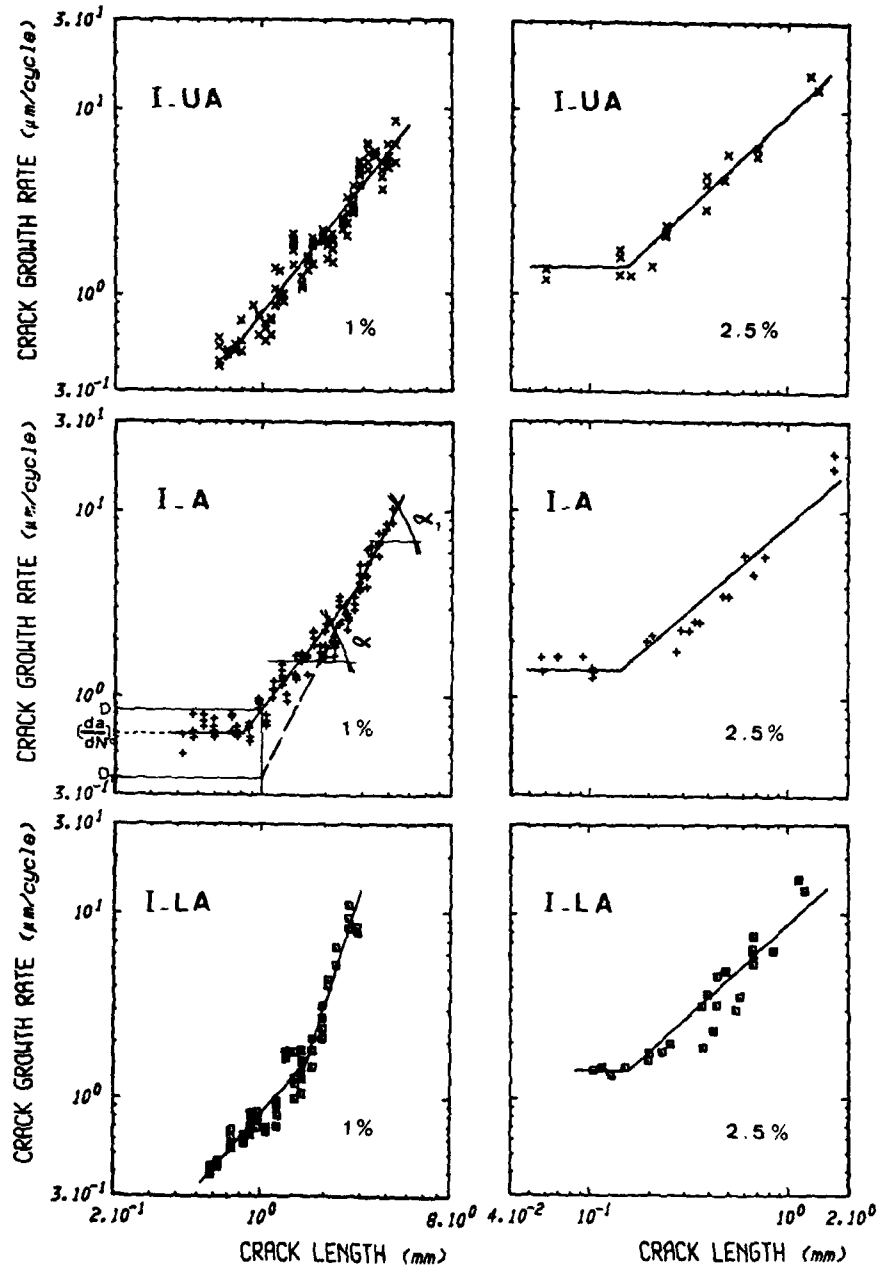 3.10¹
10¹
10⁰
3.10⁻¹
CRACK GROWTH RATE (μm/cycle)
I_UA
1%
I_UA
2.5%
3.10¹
10¹
10⁰
3.10⁻¹
CRACK GROWTH RATE (μm/cycle)
I_A
ℓ₁
ℓ
D
da
dN
D
1%
I_A
2.5%
3.10¹
10¹
10⁰
3.10⁻¹
CRACK GROWTH RATE (μm/cycle)
I_LA
1%
I_LA
2.5%
2.10⁻¹ 10⁰ 8.10⁰
4.10⁻² 10⁻¹ 10⁰ 2.10⁰
CRACK LENGTH (mm)
CRACK LENGTH (mm)